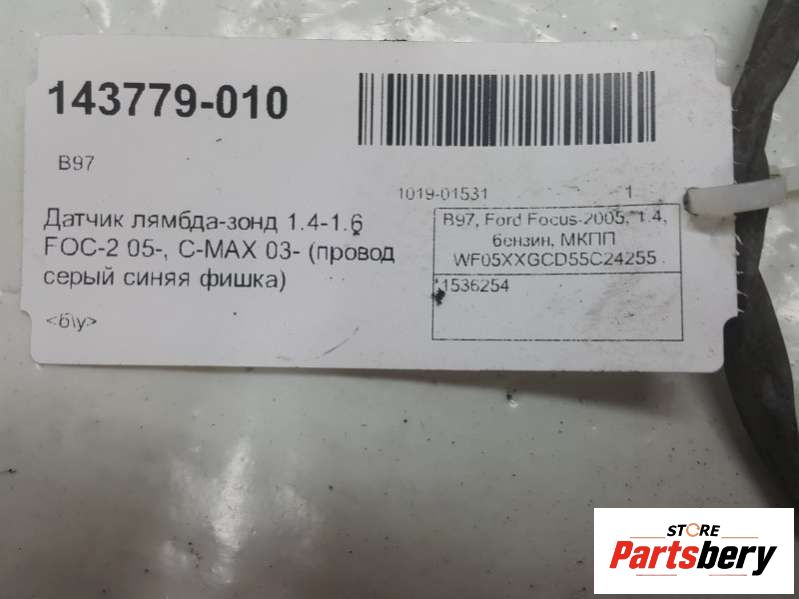 143779-010
B97
1019-01531 1
Датчик лямбда-зонд 1.4-1.6
FOC-2 05-, C-MAX 03- (провод
серый синяя фишка)
<б\у>
B97, Ford Focus-2005, 1.4,
бензин, МКПП
WF05XXGCD55C24255
1536254
STORE
Partsbery